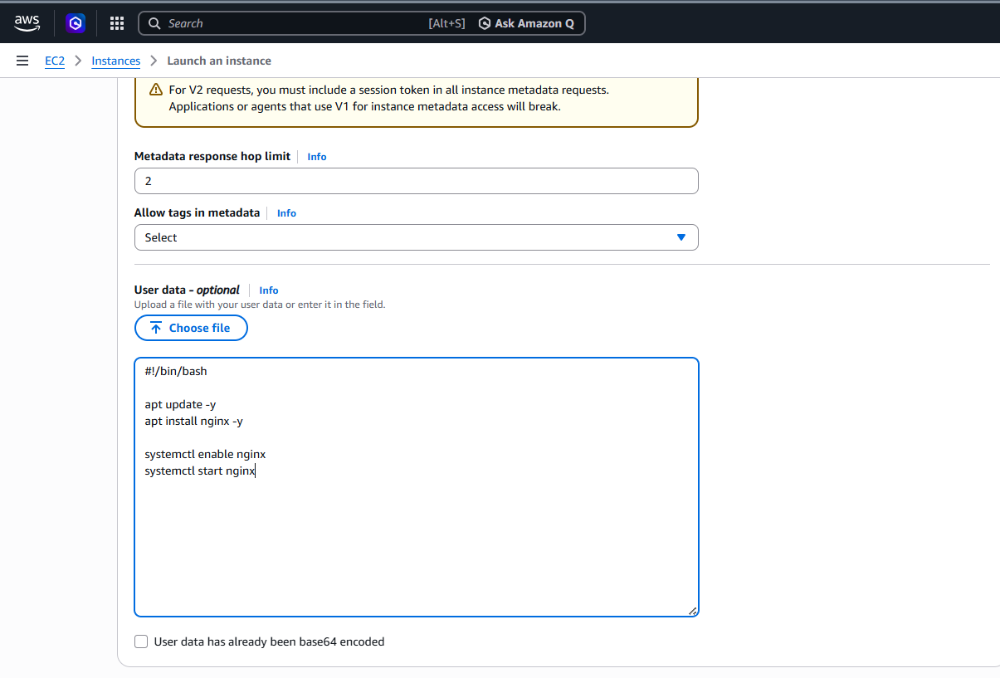 aws
Search [Alt+S] Ask Amazon Q
EC2 Instances Launch an instance
For V2 requests, you must include a session token in all instance metadata requests.
Applications or agents that use V1 for instance metadata access will break.
Metadata response hop limit Info
2
Allow tags in metadata Info
Select
User data - optional Info
Upload a file with your user data or enter it in the field.
Choose file
#!/bin/bash
apt update -y
apt install nginx -y
systemctl enable nginx
systemctl start nginx
User data has already been base64 encoded